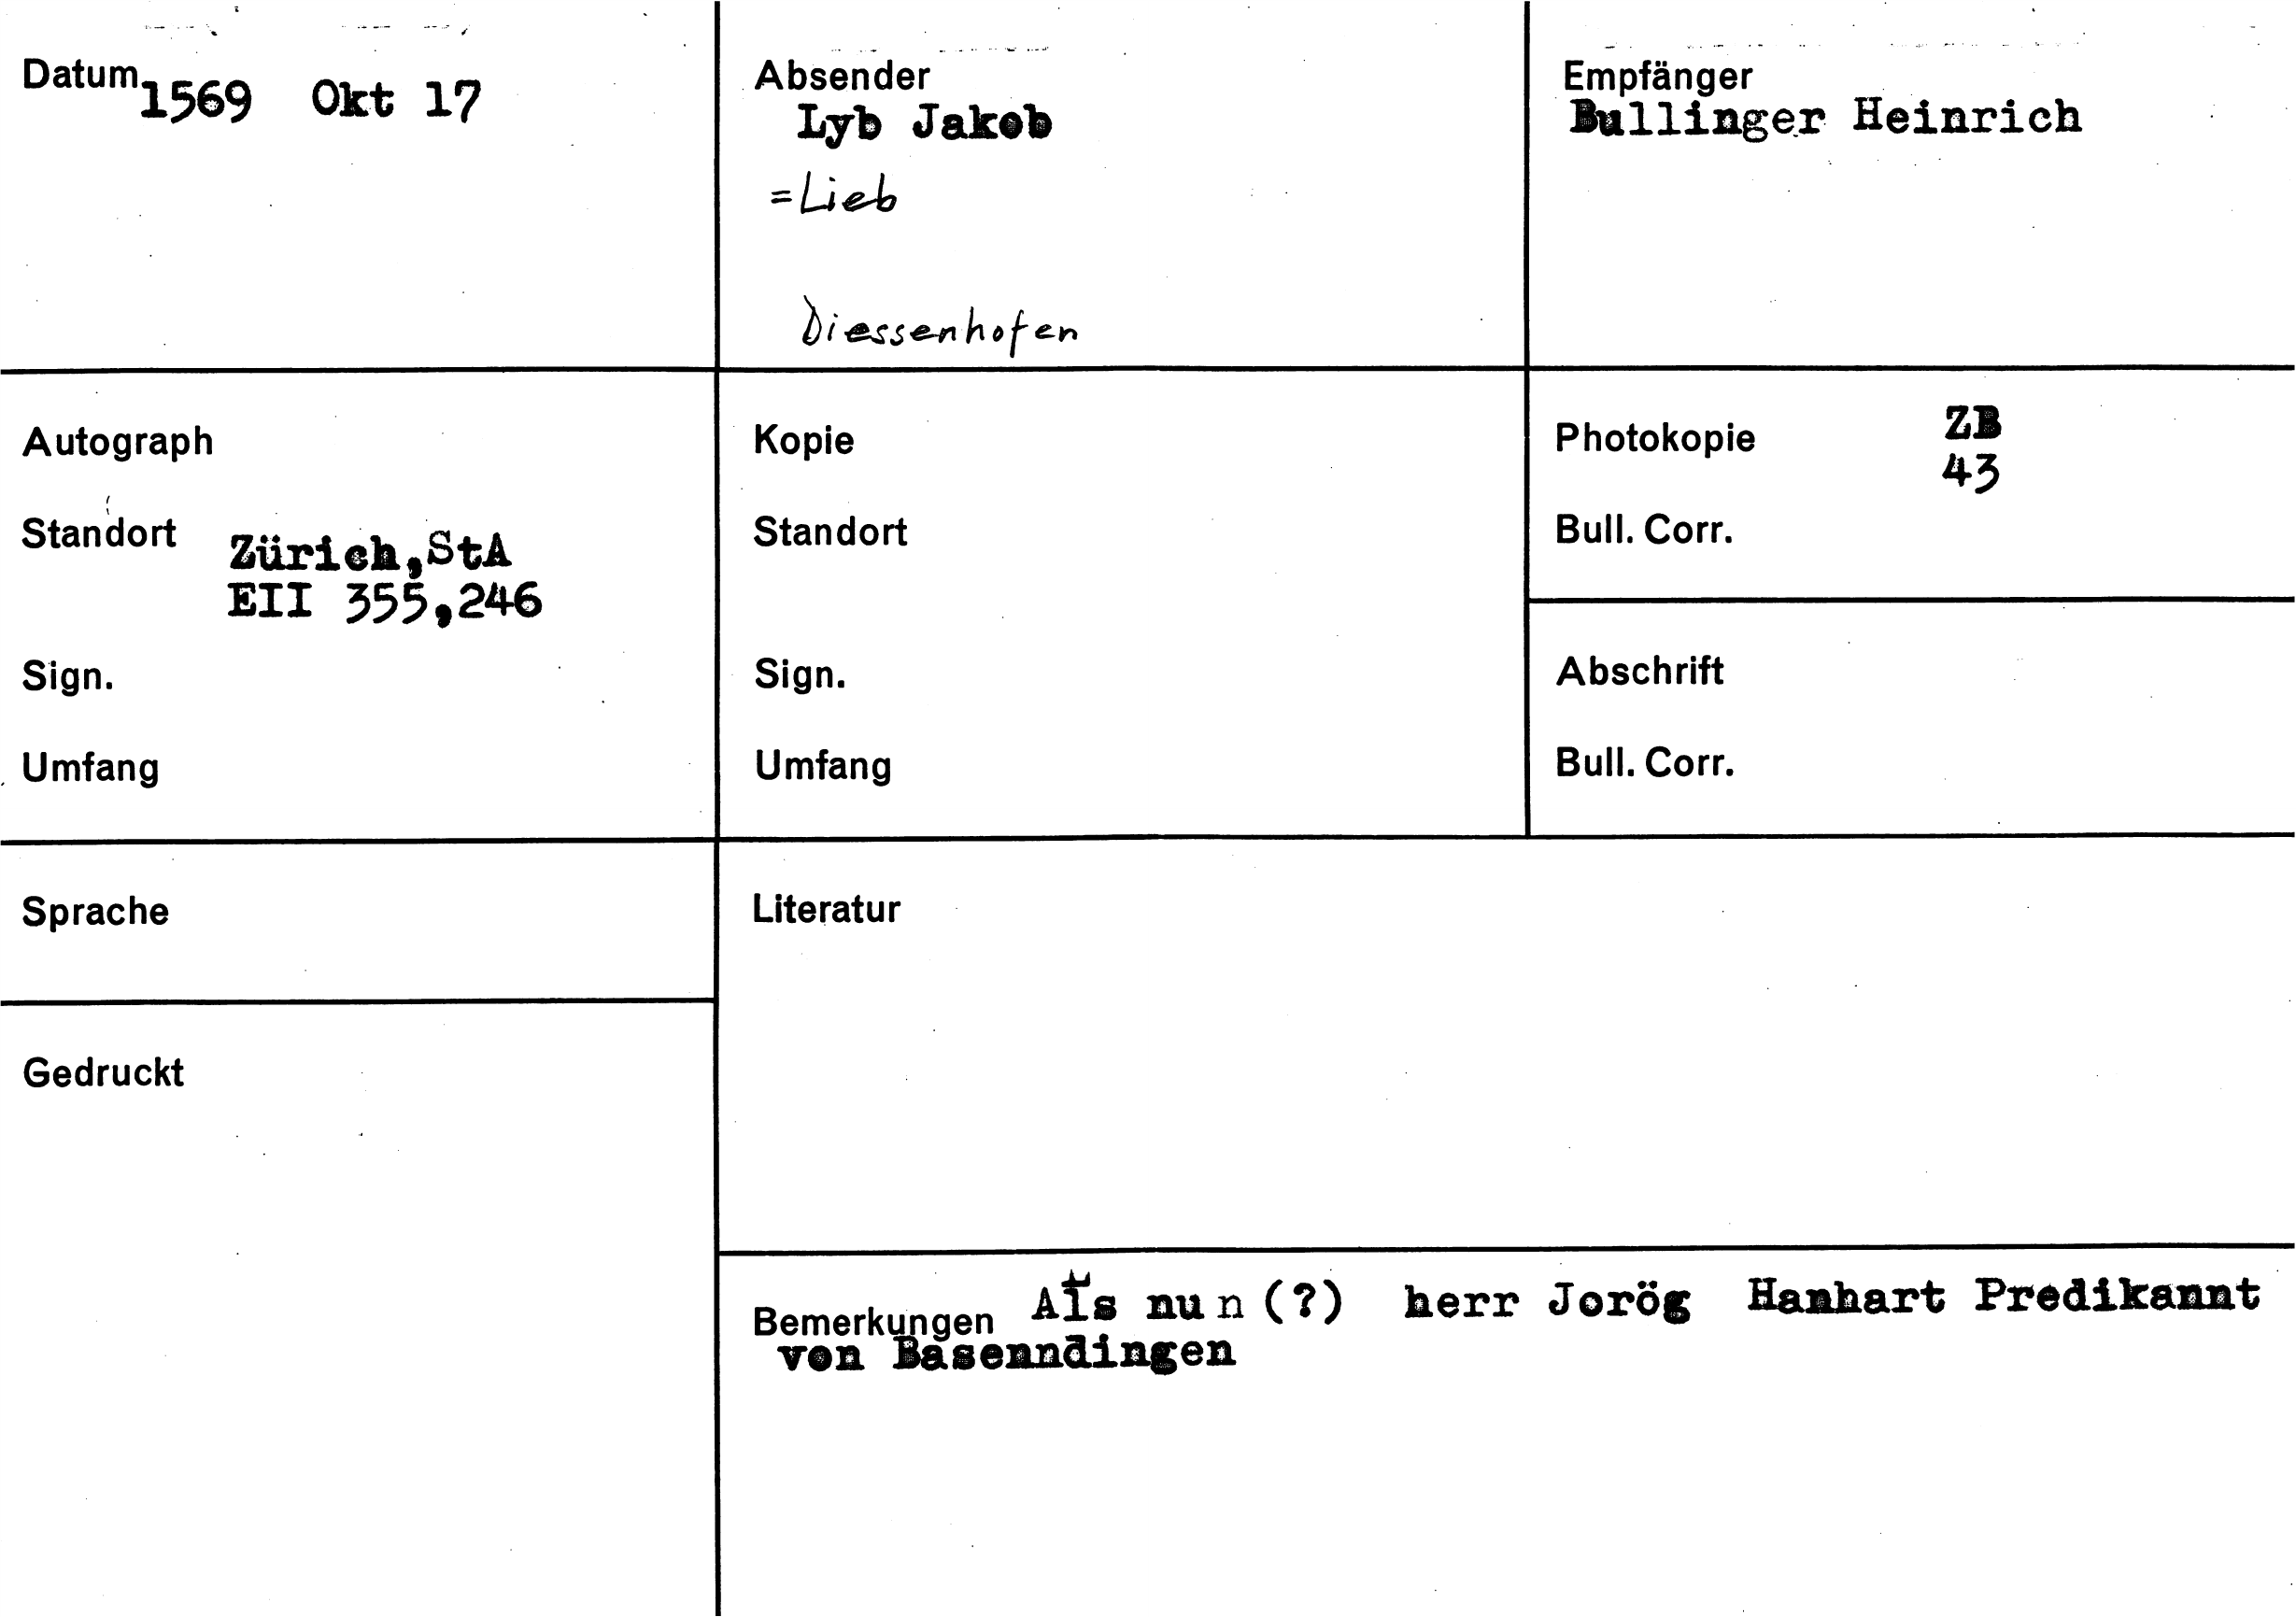 Datum 1569 Okt 17
Absender
Lyb Jakob
=Lieb
Diessenhofen
Empfänger
Bullinger Heinrich
Autograph
Standort Zürich,StA
EII 355,246
Sign.
Umfang
Kopie
Standort
Sign.
Umfang
Photokopie ZB
43
Bull. Corr.
Abschrift
Bull. Corr.
Sprache
Gedruckt
Literatur
Bemerkungen Als nun (?) herr Jorög Hanhart Predikannt
von Basenndingen